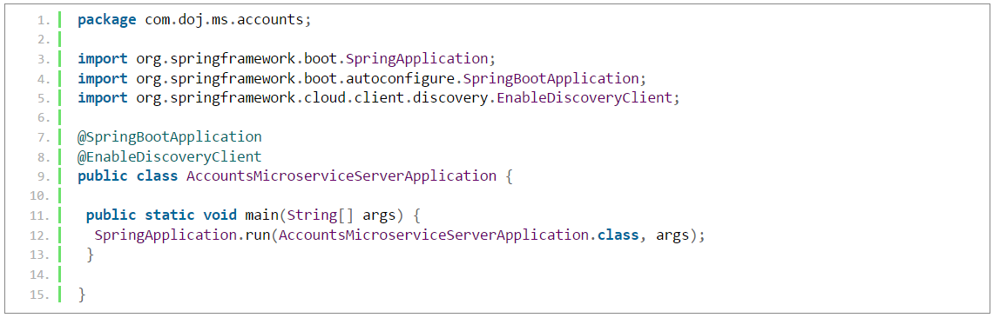 1. package com.doj.ms.accounts;
2.
3. import org.springframework.boot.SpringApplication;
4. import org.springframework.boot.autoconfigure.SpringBootApplication;
5. import org.springframework.cloud.client.discovery.EnableDiscoveryClient;
6.
7. @SpringBootApplication
8. @EnableDiscoveryClient
9. public class AccountsMicroserviceServerApplication {
10.
11.  public static void main(String[] args) {
12.   SpringApplication.run(AccountsMicroserviceServerApplication.class, args);
13.  }
14.
15. }